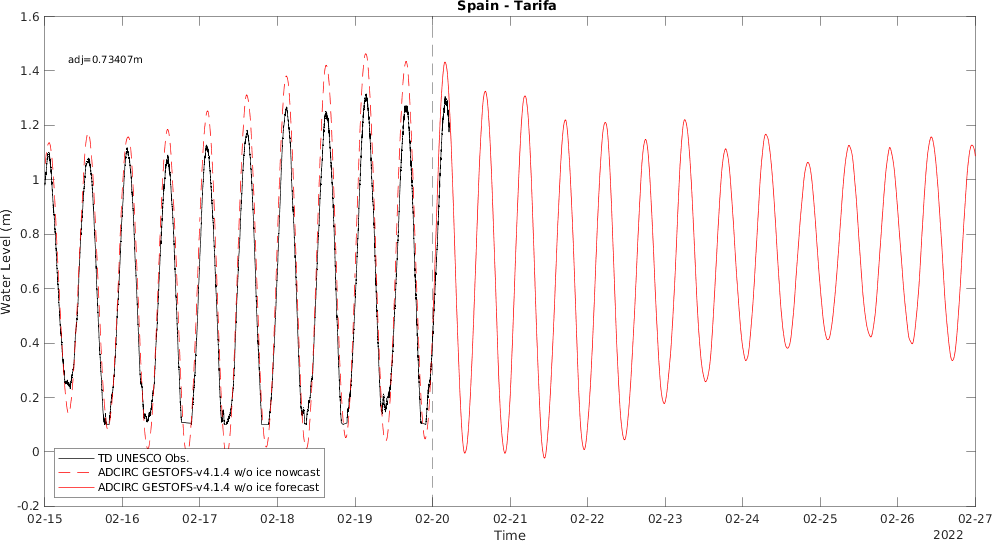 Spain - Tarifa
adj=0.73407m
Water Level (m)
1.6
1.4
1.2
1
0.8
0.6
0.4
0.2
0
-0.2
TD UNESCO Obs.
ADCIRC GESTOFS-v4.1.4 w/o ice nowcast
ADCIRC GESTOFS-v4.1.4 w/o ice forecast
02-15 02-16 02-17 02-18 02-19 02-20 02-21 02-22 02-23 02-24 02-25 02-26 02-27
Time
2022